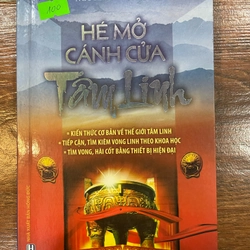 100
HÉ MỞ
CÁNH CỬA
Tâm Linh
• KIẾN THỨC CƠ BẢN VỀ THẾ GIỚI TÂM LINH
• TIẾP CẬN, TÌM KIẾM VONG LINH THEO KHOA HỌC
• TÌM VONG, HÀI CỐT BẰNG THIẾT BỊ HIỆN ĐẠI